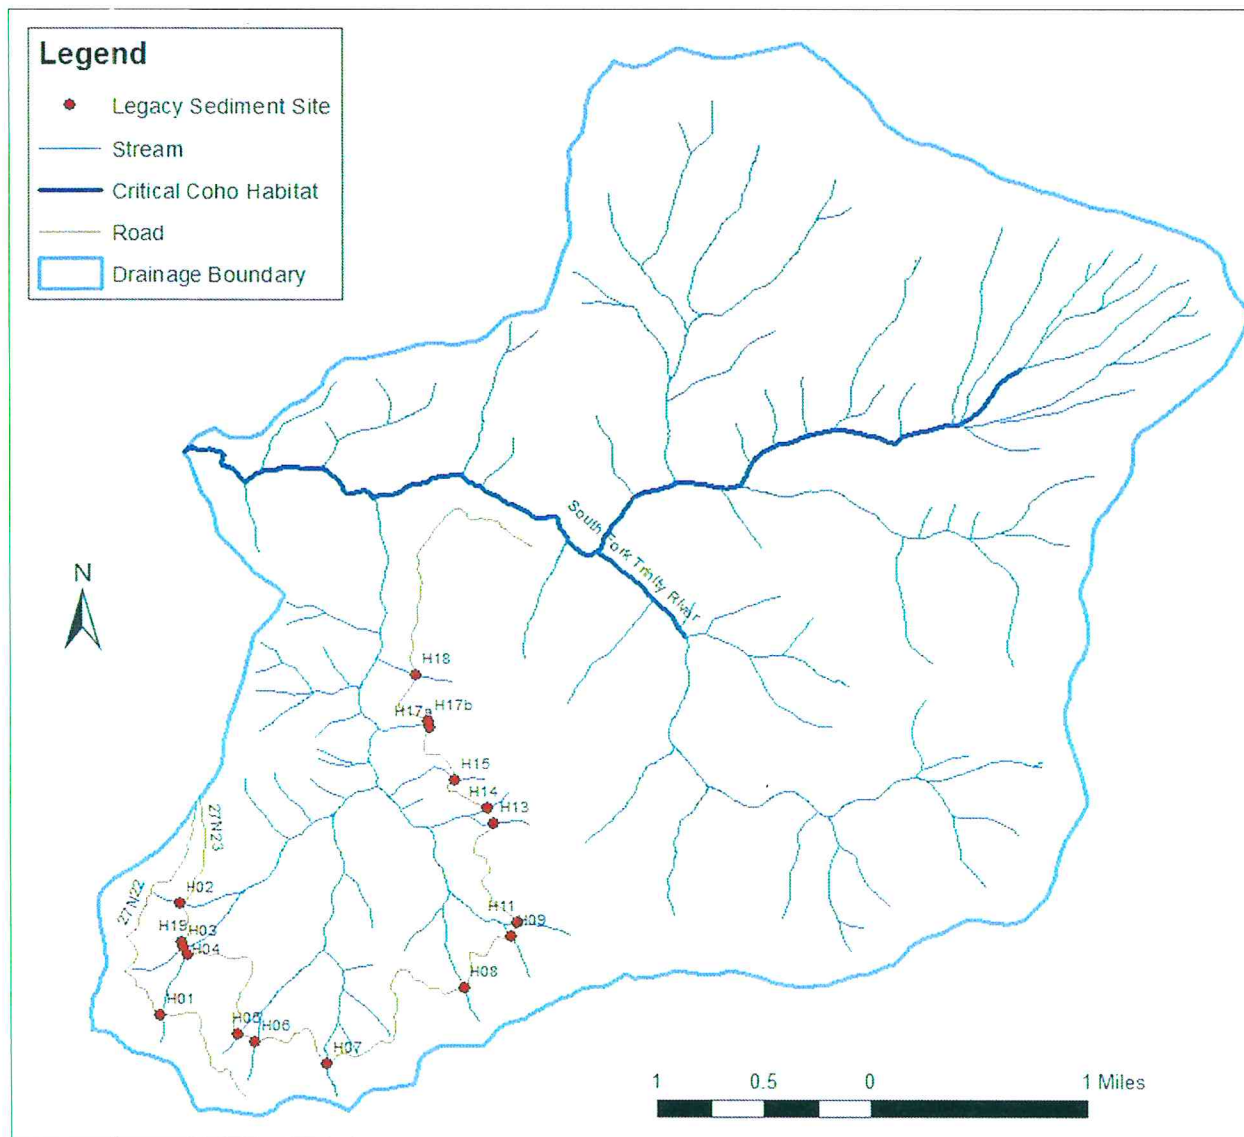 Legend
Legacy Sediment Site
Stream
Critical Coho Habitat
Road
Drainage Boundary
South Fork Trinity River
N
H18
H17a
H17b
H15
H14
H13
27N23
27N22
H02
H19
H03
H04
H11
H09
H08
H01
H05
H06
H07
1 0.5 0 1 Miles